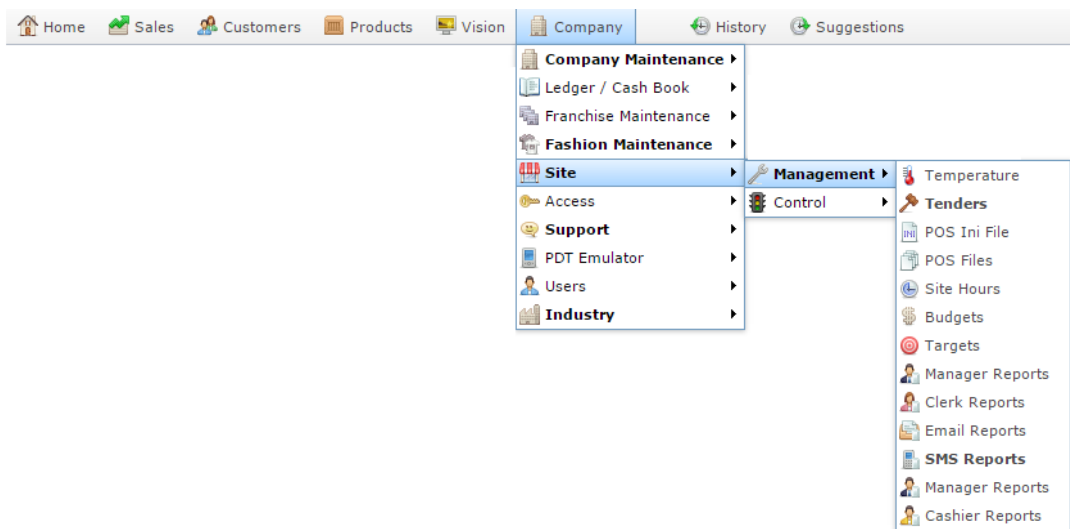 Home Sales Customers Products Vision Company History Suggestions
Company Maintenance
Ledger / Cash Book
Franchise Maintenance
Fashion Maintenance
Site
Access
Support
PDT Emulator
Users
Industry
Management
Control
Temperature
Tenders
INI POS Ini File
POS Files
Site Hours
Budgets
Targets
Manager Reports
Clerk Reports
Email Reports
SMS Reports
Manager Reports
Cashier Reports